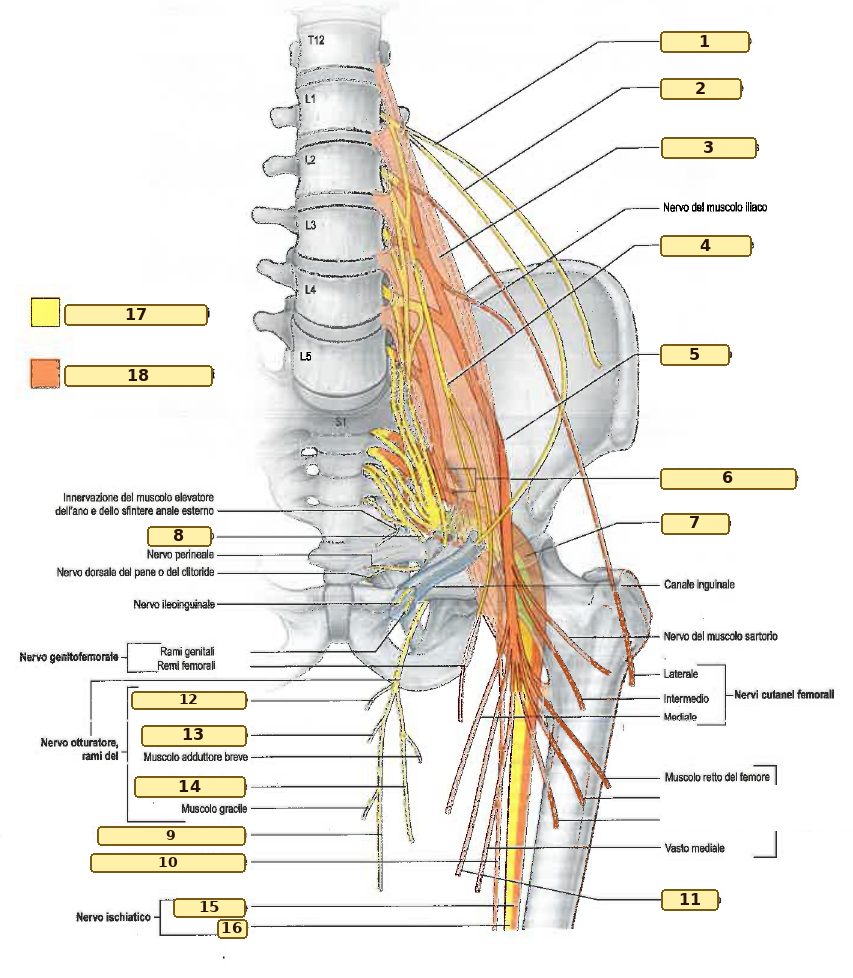 T12
1
L1
2
L2
3
Nervo del muscolo iliaco
L3
4
L4
17
L5
5
18
S1
6
Innervazione del muscolo elevatore
dell'ano e dello sfintere anale esterno
7
8
Nervo perineale
Nervo dorsale del pene o del clitoride
Canale inguinale
Nervo ileoinguinale
Nervo del muscolo sartorio
Nervo genitofemorale
Rami genitali
Remi femorali
Laterale
Intermedio
Mediale
Nervi cutanei femorali
12
13
Nervo otturatore,
rami del
Muscolo adduttore breve
Muscolo retto del femore
14
Muscolo gracile
9
Vasto mediale
10
11
15
Nervo ischiatico
16